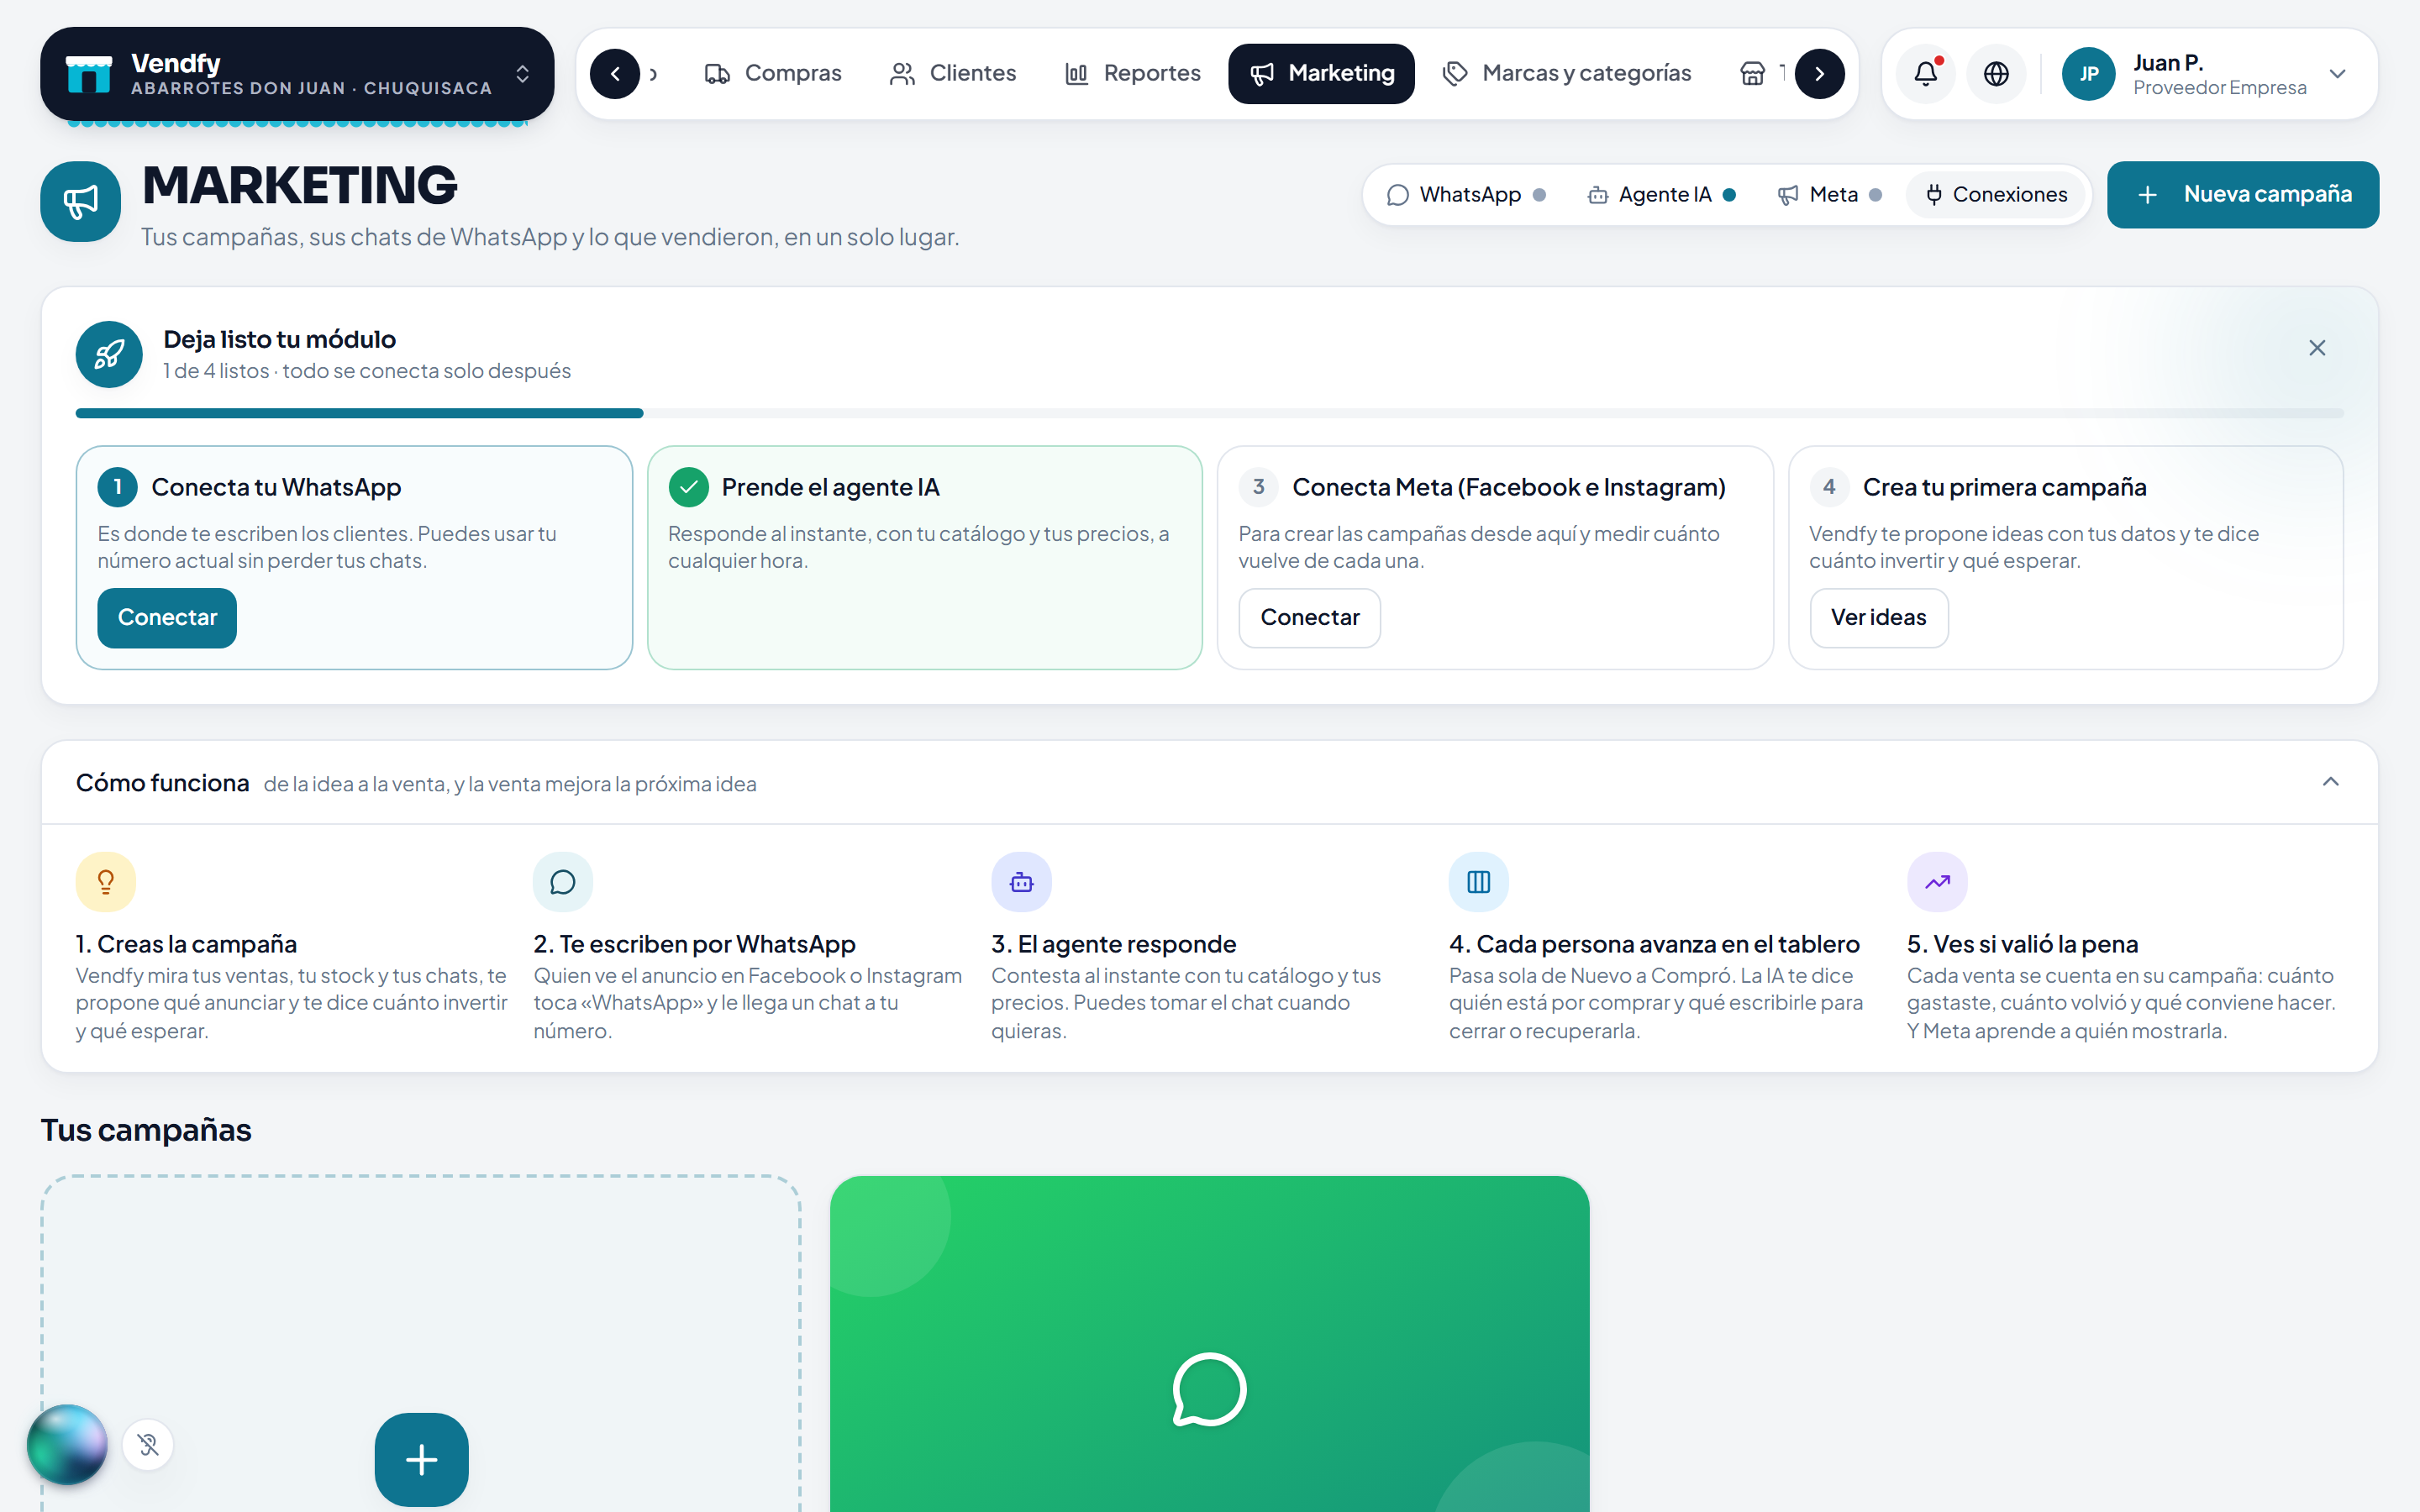 Vendfy
ABARROTES DON JUAN · CHUQUISACA
Compras
Clientes
Reportes
Marketing
Marcas y categorías
JP
Juan P.
Proveedor Empresa
MARKETING
Tus campañas, sus chats de WhatsApp y lo que vendieron, en un solo lugar.
WhatsApp
Agente IA
Meta
Conexiones
Nueva campaña
Deja listo tu módulo
1 de 4 listos · todo se conecta solo después
1 Conecta tu WhatsApp
Es donde te escriben los clientes. Puedes usar tu
número actual sin perder tus chats.
Conectar
Prende el agente IA
Responde al instante, con tu catálogo y tus precios, a
cualquier hora.
3 Conecta Meta (Facebook e Instagram)
Para crear las campañas desde aquí y medir cuánto
vuelve de cada una.
Conectar
4 Crea tu primera campaña
Vendfy te propone ideas con tus datos y te dice
cuánto invertir y qué esperar.
Ver ideas
Cómo funciona de la idea a la venta, y la venta mejora la próxima idea
1. Creas la campaña
Vendfy mira tus ventas, tu stock y tus chats, te
propone qué anunciar y te dice cuánto invertir
y qué esperar.
2. Te escriben por WhatsApp
Quien ve el anuncio en Facebook o Instagram
toca «WhatsApp» y le llega un chat a tu
número.
3. El agente responde
Contesta al instante con tu catálogo y tus
precios. Puedes tomar el chat cuando
quieras.
4. Cada persona avanza en el tablero
Pasa sola de Nuevo a Compró. La IA te dice
quién está por comprar y qué escribirle para
cerrar o recuperarla.
5. Ves si valió la pena
Cada venta se cuenta en su campaña: cuánto
gastaste, cuánto volvió y qué conviene hacer.
Y Meta aprende a quién mostrarla.
Tus campañas